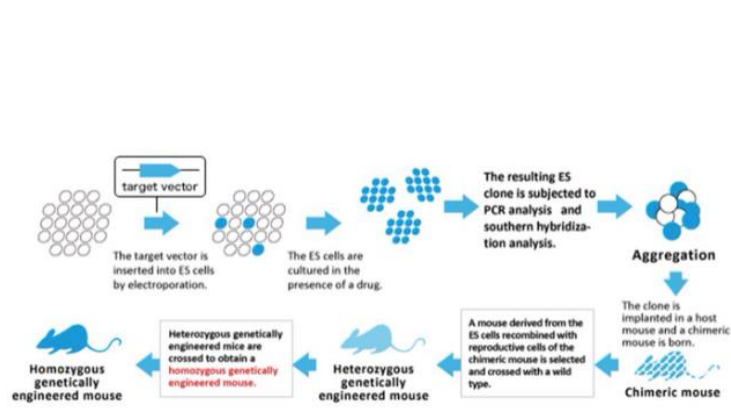 target vector
The target vector is
inserted into ES cells
by electroporation.
The ES cells are
cultured in the
presence of a drug.
The resulting ES
clone is subjected to
PCR analysis and
southern hybridiza-
tion analysis.
Aggregation
The clone is
implanted in a host
mouse and a chimeric
mouse is born.
Chimeric mouse
A mouse derived from the
ES cells recombined with
reproductive cells of the
chimeric mouse is selected
and crossed with a wild
type.
Heterozygous
genetically
engineered mouse
Heterozygous genetically
engineered mice are
crossed to obtain a
homozygous genetically
engineered mouse.
Homozygous
genetically
engineered mouse